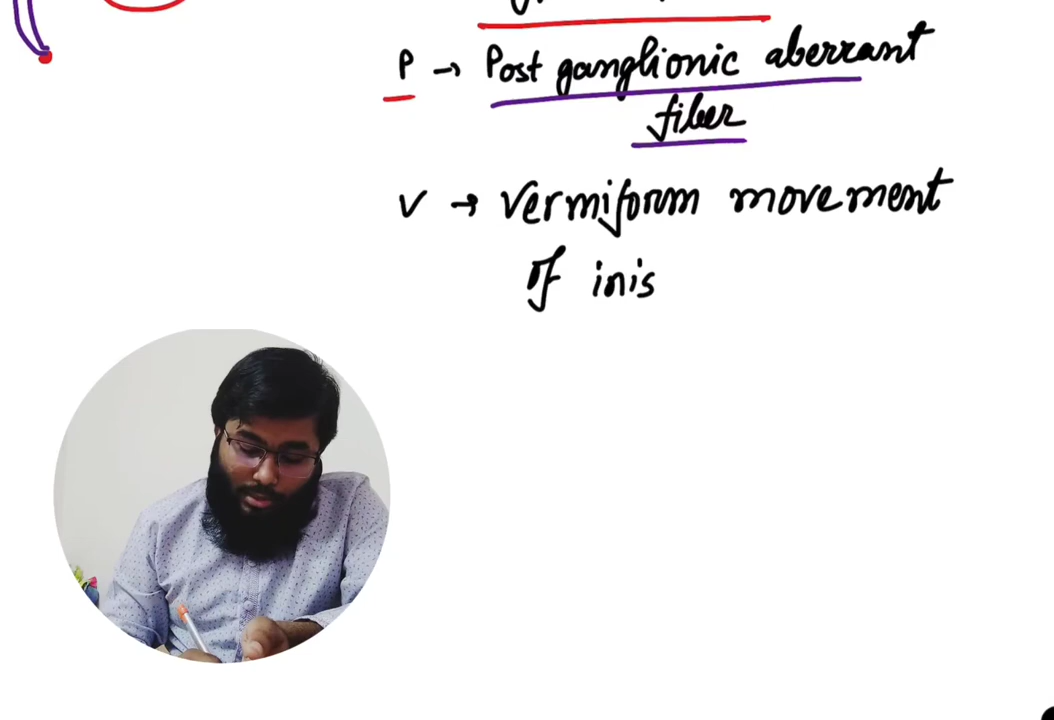 P → Post ganglionic aberrant
fiber
V → Vermiform movement
of iris